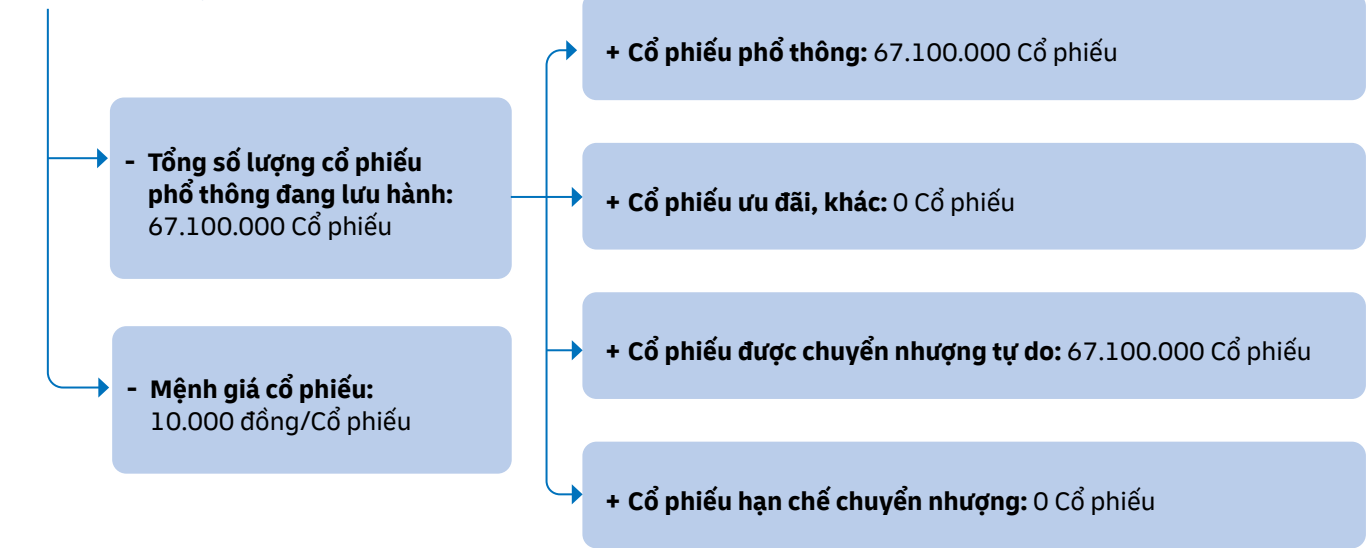 - Tổng số lượng cổ phiếu
phổ thông đang lưu hành:
67.100.000 Cổ phiếu
- Mệnh giá cổ phiếu:
10.000 đồng/Cổ phiếu
+ Cổ phiếu phổ thông: 67.100.000 Cổ phiếu
+ Cổ phiếu ưu đãi, khác: 0 Cổ phiếu
+ Cổ phiếu được chuyển nhượng tự do: 67.100.000 Cổ phiếu
+ Cổ phiếu hạn chế chuyển nhượng: 0 Cổ phiếu